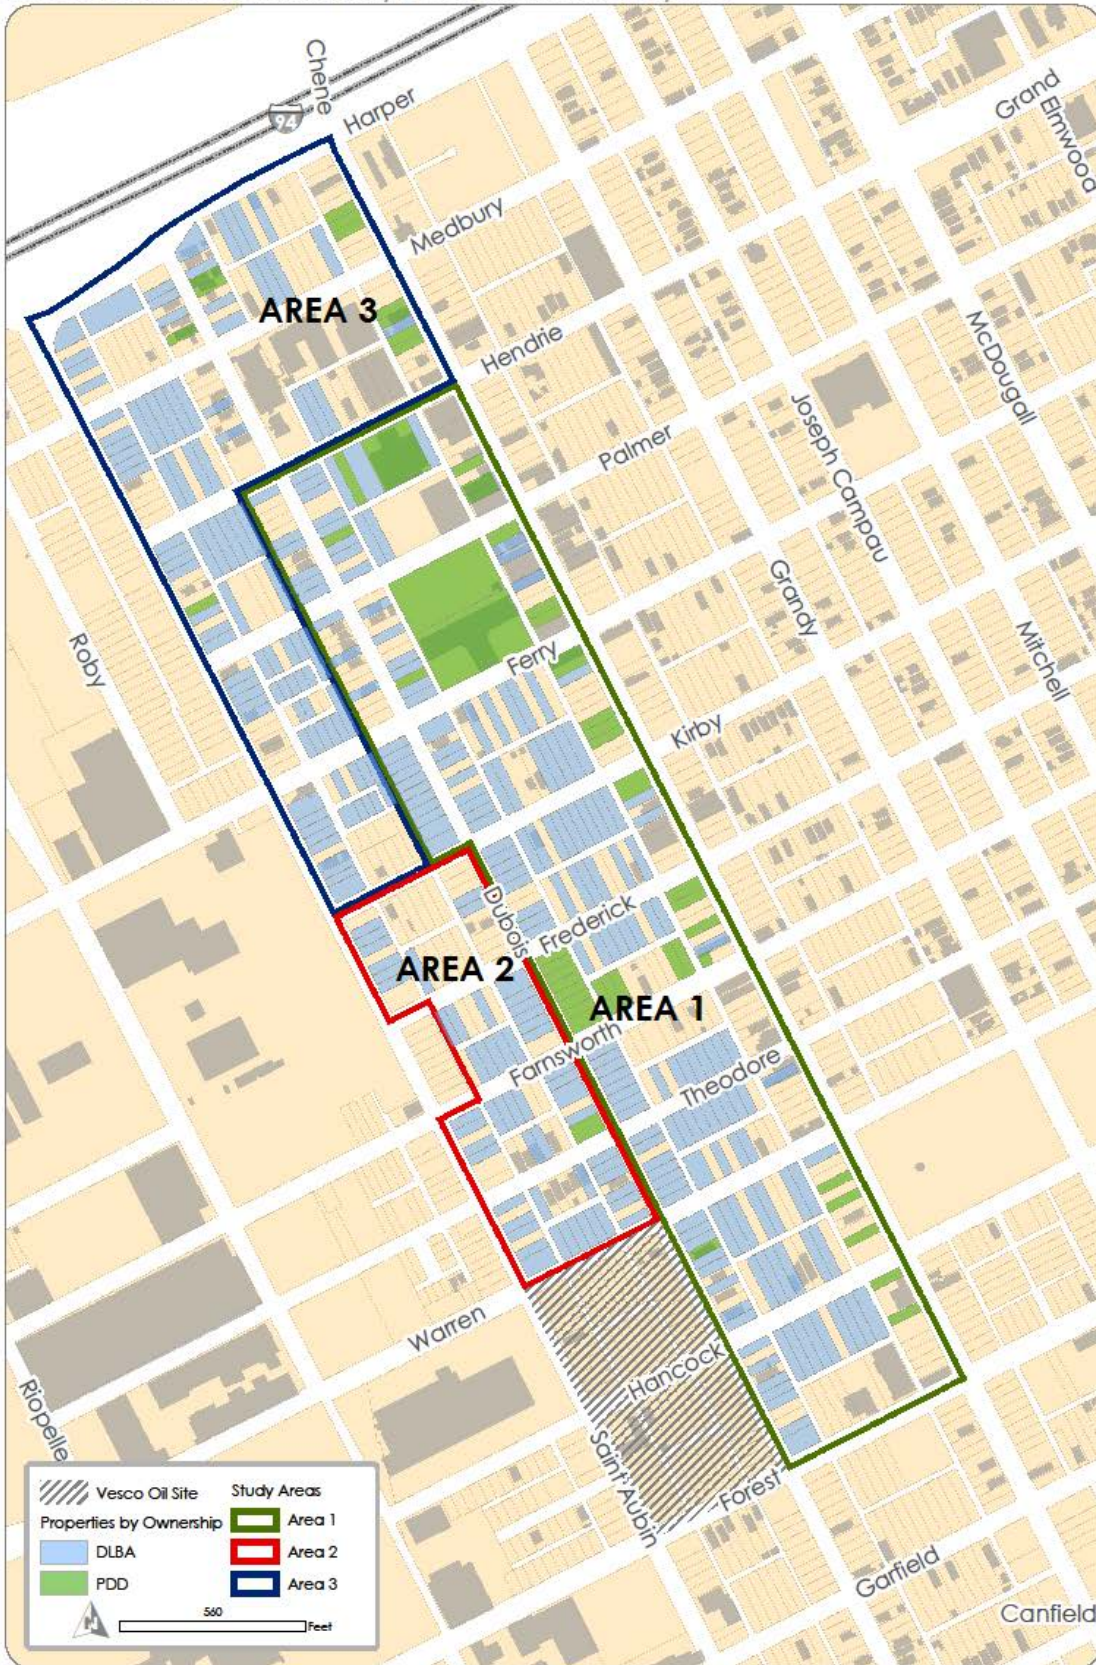 Chene
94
Harper
Grand
Elmwood
Medbury
AREA 3
Hendrie
McDougall
Joseph Campau
Palmer
Grandy
Roby
Ferry
Mitchell
Kirby
Dubois
Frederick
AREA 2
AREA 1
Farnsworth
Theodore
Warren
Hancock
Riopelle
Saint Aubin
Forest
Garfield
Canfield
Vesco Oil Site
Study Areas
Properties by Ownership
Area 1
DLBA
Area 2
PDD
Area 3
N
560
Feet